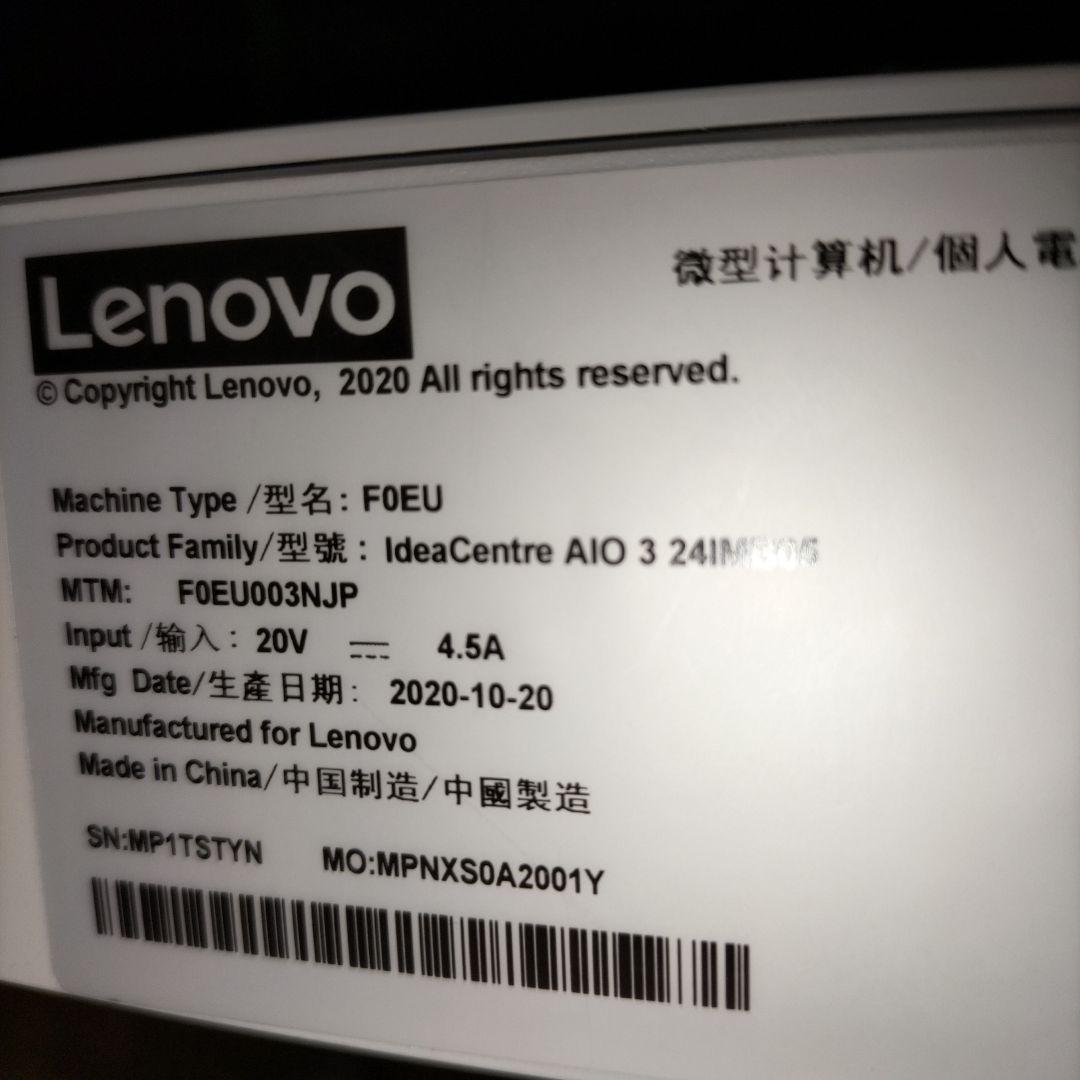 Lenovo
微型计算机/個人電
© Copyright Lenovo, 2020 All rights reserved.
Machine Type /型名: F0EU
Product Family/型號: IdeaCentre AIO 3 24IMB05
MTM: F0EU003NJP
Input /输入: 20V ⎓ 4.5A
Mfg Date/生產日期: 2020-10-20
Manufactured for Lenovo
Made in China/中国制造/中國製造
SN:MP1TSTYN MO:MPNXS0A2001Y